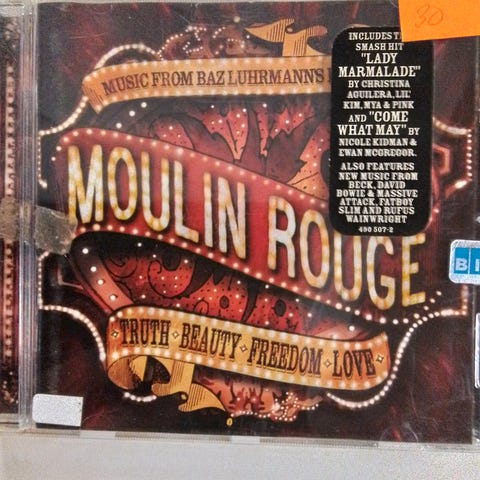 30
MUSIC FROM BAZ LUHRMANN'S
INCLUDES
SMASH HIT
"LADY
MARMALADE"
BY CHRISTINA
AGUILERA, LIL'
KIM, MYA & PINK
AND "COME
WHAT MAY" BY
NICOLE KIDMAN &
EWAN MCGREGOR.
ALSO FEATURES
NEW MUSIC FROM
BECK, DAVID
BOWIE & MASSIVE
ATTACK, FATBOY
SLIM AND RUFUS
WAINWRIGHT
490 507-2
MOULIN ROUGE
TRUTH • BEAUTY • FREEDOM • LOVE